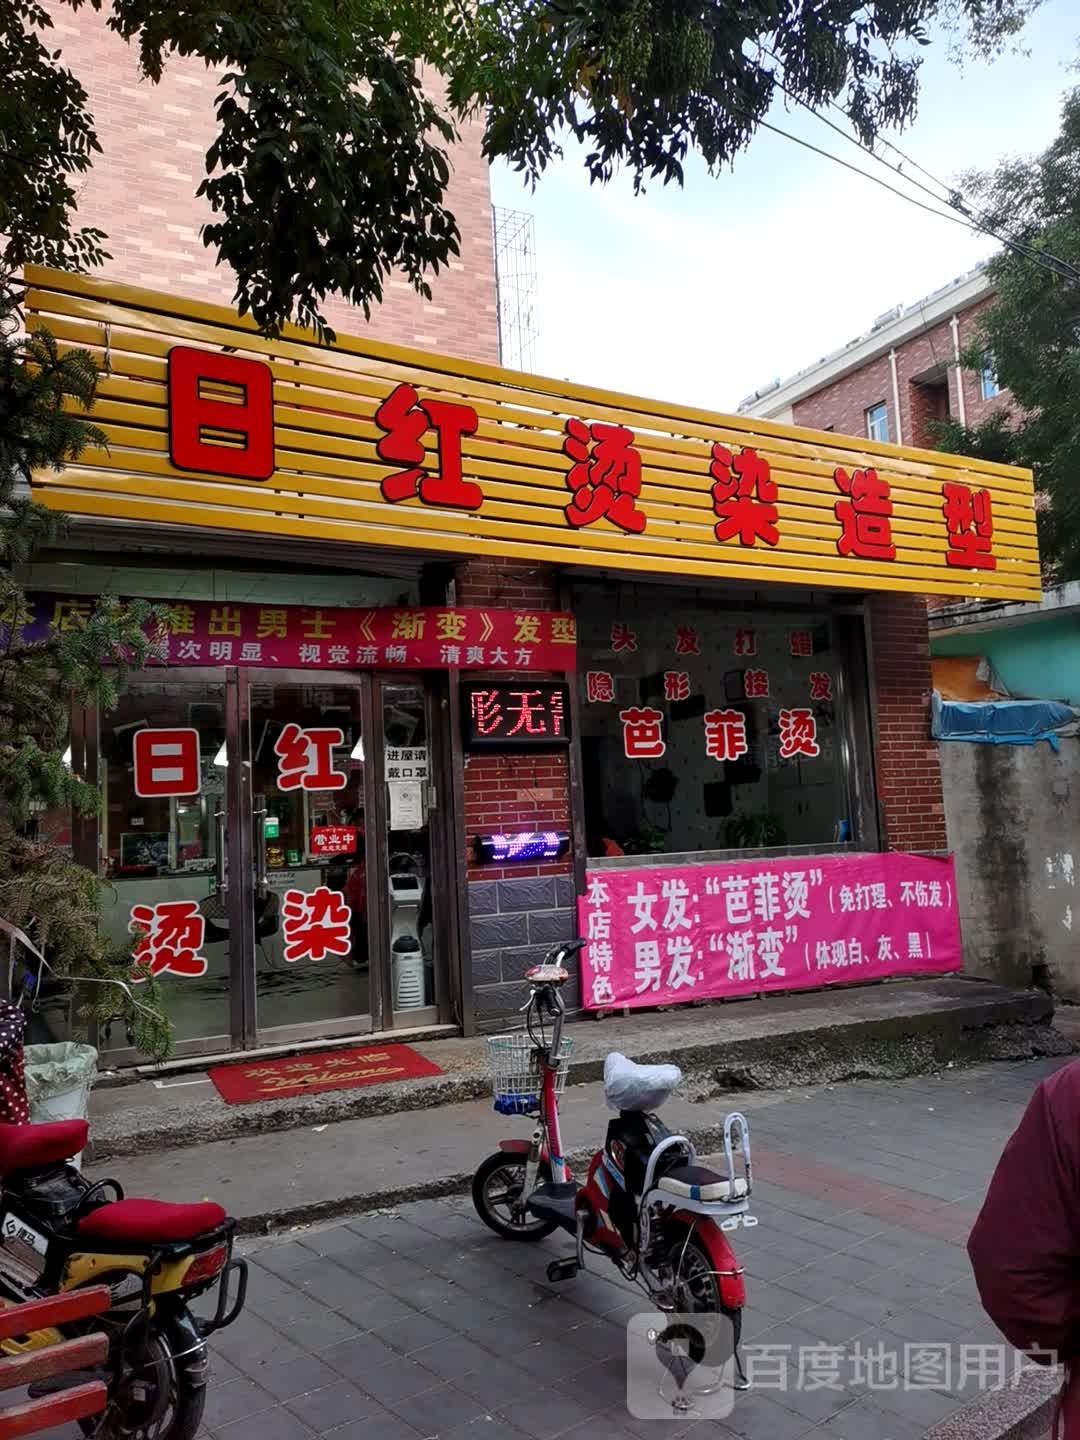 日红烫染造型
推出男士《渐变》发型
次明显、视觉流畅、清爽大方
头发打蜡
隐形接发
芭菲烫
形无
日红
烫染
进屋请
戴口罩
营业中
本店特色
女发:“芭菲烫”(免打理、不伤发)
男发:“渐变”(体现白、灰、黑)
欢迎光临
Welcome
百度地图用户